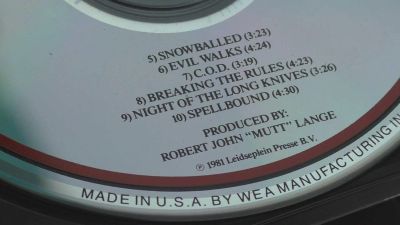 5) SNOWBALLED (3:23)
6) EVIL WALKS (4:24)
7) C.O.D. (3:19)
8) BREAKING THE RULES (4:23)
9) NIGHT OF THE LONG KNIVES (3:26)
10) SPELLBOUND (4:30)
PRODUCED BY:
ROBERT JOHN "MUTT" LANGE
℗ 1981 Leidseplein Presse B.V.
MADE IN U.S.A. BY WEA MANUFACTURING IN